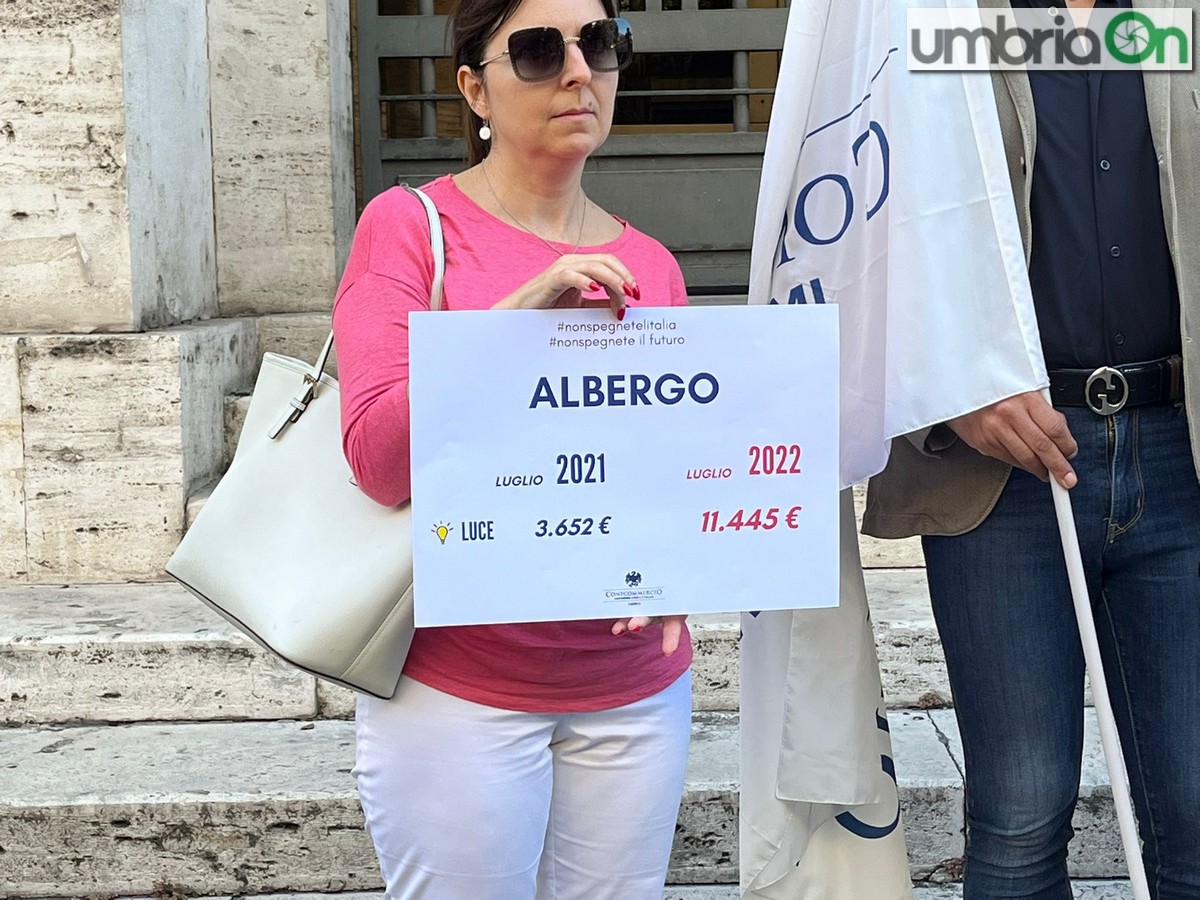 umbriaOn
#nonspegnetelitalia
#nonspegnete il futuro
ALBERGO
LUGLIO 2021 LUGLIO 2022
LUCE 3.652 € 11.445 €
CONFCOMMERCIO